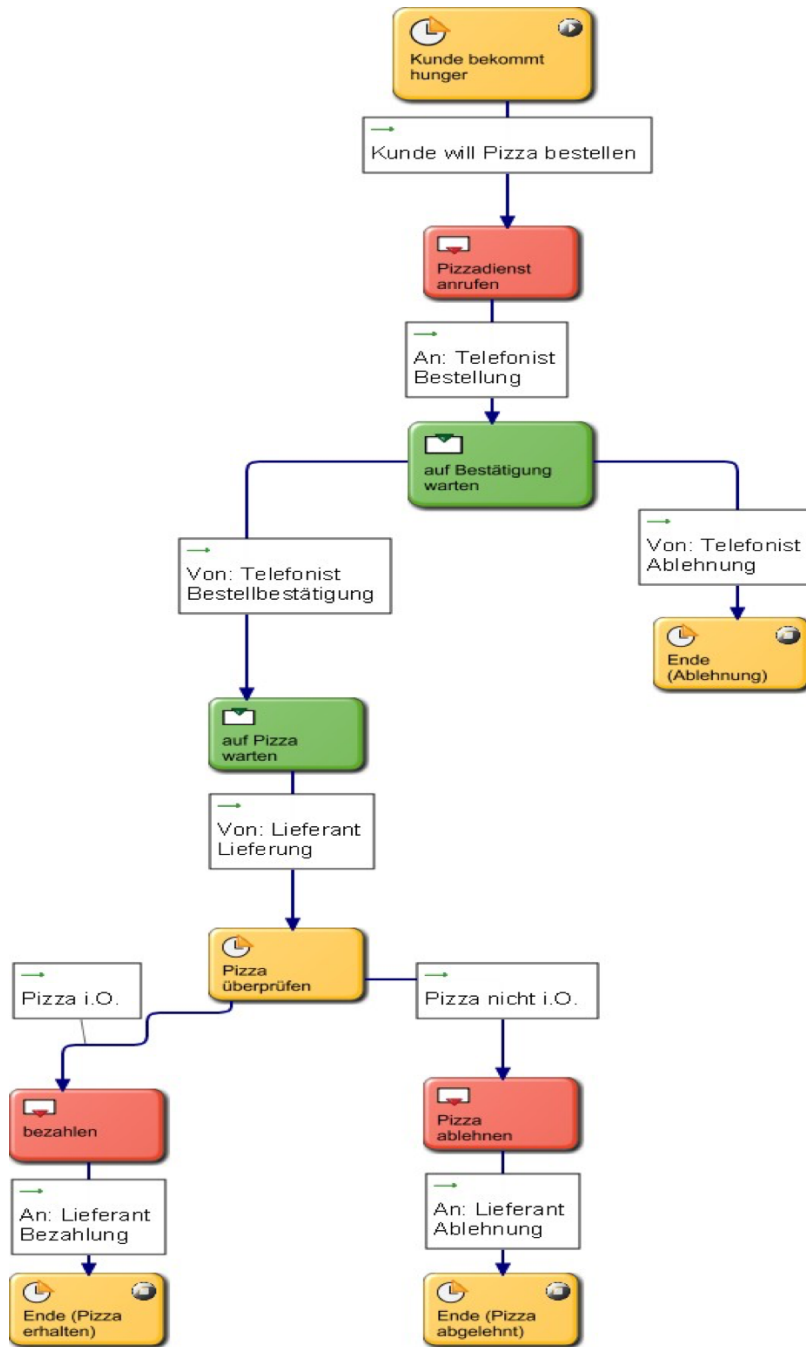 Kunde bekommt
hunger
Kunde will Pizza bestellen
Pizzadienst
anrufen
An: Telefonist
Bestellung
auf Bestätigung
warten
Von: Telefonist
Bestellbestätigung
Von: Telefonist
Ablehnung
Ende
(Ablehnung)
auf Pizza
warten
Von: Lieferant
Lieferung
Pizza
überprüfen
Pizza i.O.
Pizza nicht i.O.
bezahlen
Pizza
ablehnen
An: Lieferant
Bezahlung
An: Lieferant
Ablehnung
Ende (Pizza
erhalten)
Ende (Pizza
abgelehnt)